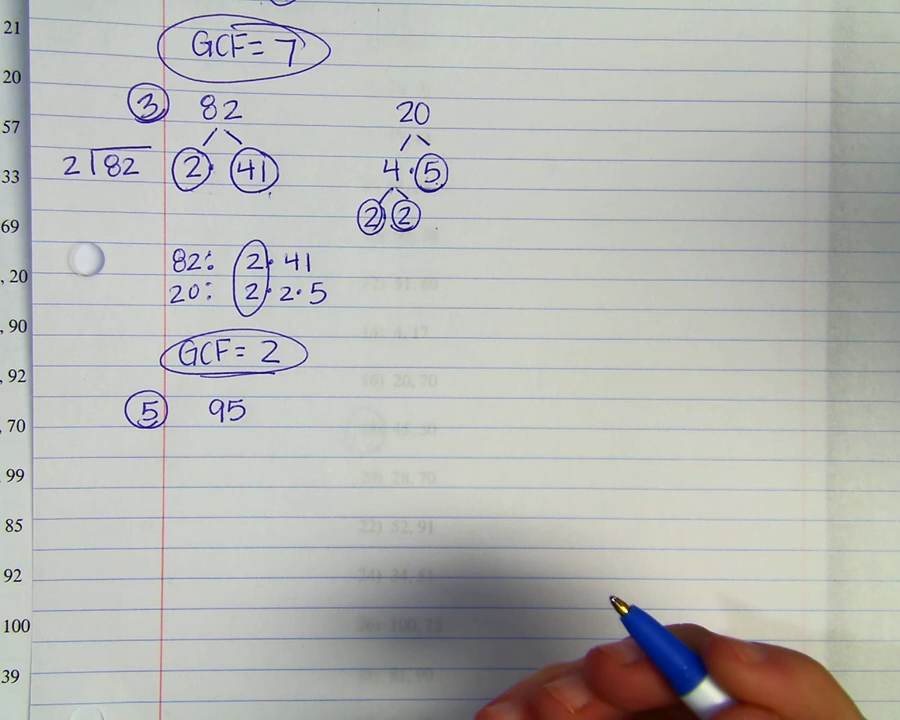 21
GCF= 7
20
3 82 20
57
2 82 2 · 41 4 · 5
33
2 2
69
82: 2 · 41
, 20
20: 2 · 2 · 5
, 90
GCF= 2
, 92
5 95
, 70
, 99
85
92
100
39